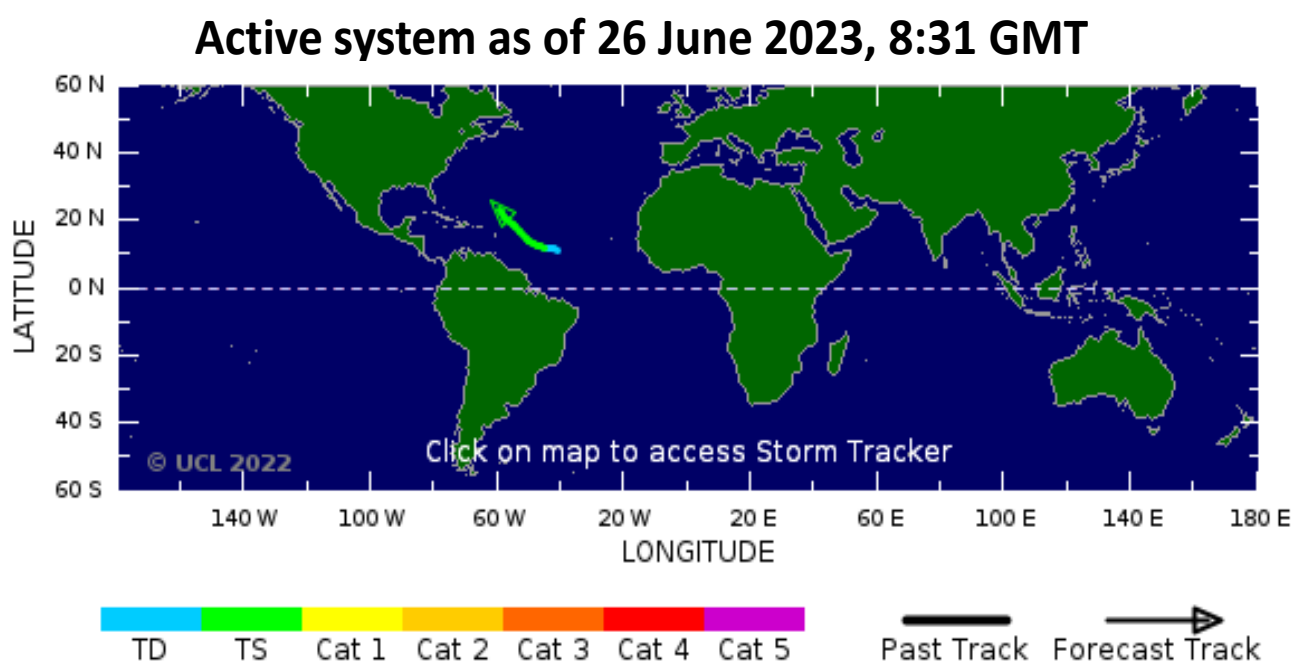 Active system as of 26 June 2023, 8:31 GMT
60 N
40 N
20 N
0 N
20 S
40 S
60 S
LATITUDE
Click on map to access Storm Tracker
© UCL 2022
140 W 100 W 60 W 20 W 20 E 60 E 100 E 140 E 180 E
LONGITUDE
TD TS Cat 1 Cat 2 Cat 3 Cat 4 Cat 5 Past Track Forecast Track